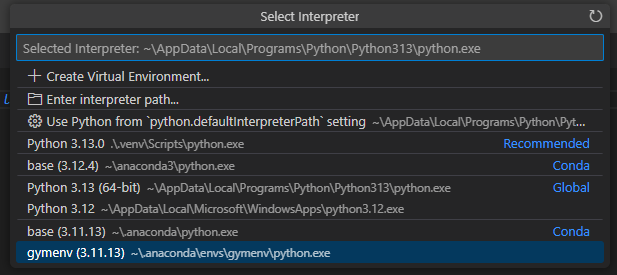 Select Interpreter
Selected Interpreter: ~\AppData\Local\Programs\Python\Python313\python.exe
Create Virtual Environment...
Enter interpreter path...
Use Python from `python.defaultInterpreterPath` setting ~\AppData\Local\Programs\Python\Pyt...
Python 3.13.0 .\.venv\Scripts\python.exe Recommended
base (3.12.4) ~\anaconda3\python.exe Conda
Python 3.13 (64-bit) ~\AppData\Local\Programs\Python\Python313\python.exe Global
Python 3.12 ~\AppData\Local\Microsoft\WindowsApps\python3.12.exe
base (3.11.13) ~\.anaconda\python.exe Conda
gymenv (3.11.13) ~\.anaconda\envs\gymenv\python.exe